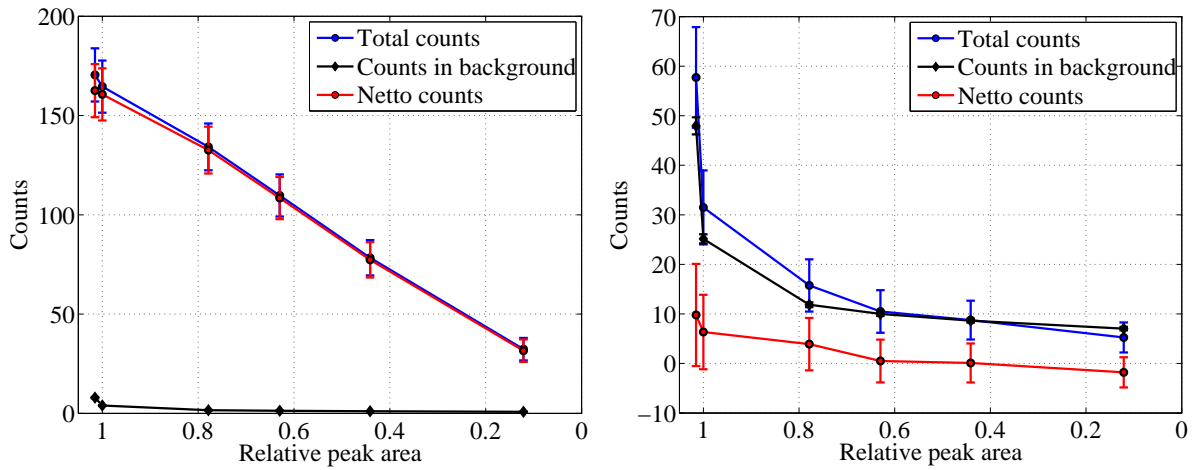 200
150
100
50
0
Counts
1
0.8
0.6
0.4
0.2
0
Relative peak area
Total counts
Counts in background
Netto counts
70
60
50
40
30
20
10
0
−10
Counts
1
0.8
0.6
0.4
0.2
0
Relative peak area
Total counts
Counts in background
Netto counts